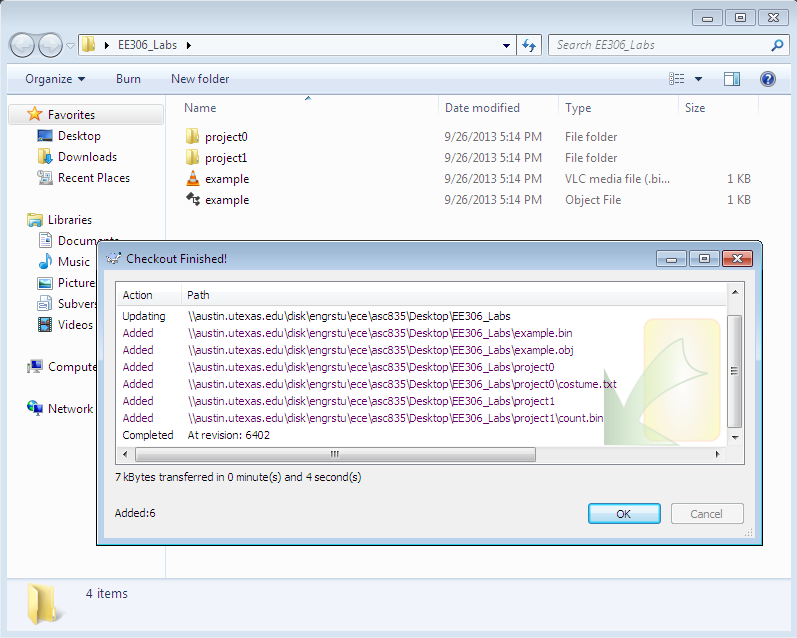 EE306_Labs
Search EE306_Labs
Organize Burn New folder
Name Date modified Type Size
Favorites
Desktop
Downloads
Recent Places
Libraries
Docum
Music
Picture
Subvers
Videos
Compute
Network
project0 9/26/2013 5:14 PM File folder
project1 9/26/2013 5:14 PM File folder
example 9/26/2013 5:14 PM VLC media file (.bi... 1 KB
example 9/26/2013 5:14 PM Object File 1 KB
Checkout Finished!
Action Path
Updating \\austin.utexas.edu\disk\engrstu\ece\asc835\Desktop\EE306_Labs
Added \\austin.utexas.edu\disk\engrstu\ece\asc835\Desktop\EE306_Labs\example.bin
Added \\austin.utexas.edu\disk\engrstu\ece\asc835\Desktop\EE306_Labs\example.obj
Added \\austin.utexas.edu\disk\engrstu\ece\asc835\Desktop\EE306_Labs\project0
Added \\austin.utexas.edu\disk\engrstu\ece\asc835\Desktop\EE306_Labs\project0\costume.txt
Added \\austin.utexas.edu\disk\engrstu\ece\asc835\Desktop\EE306_Labs\project1
Added \\austin.utexas.edu\disk\engrstu\ece\asc835\Desktop\EE306_Labs\project1\count.bin
Completed At revision: 6402
7 kBytes transferred in 0 minute(s) and 4 second(s)
Added:6
OK Cancel
4 items